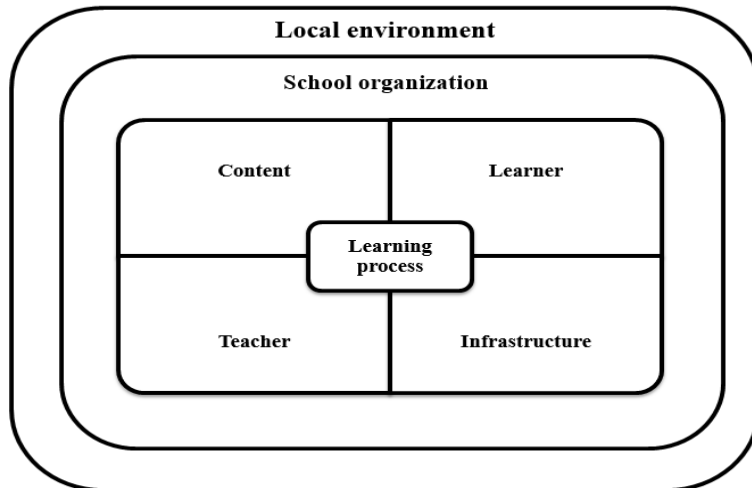 Local environment
School organization
Content
Learner
Learning
process
Teacher
Infrastructure